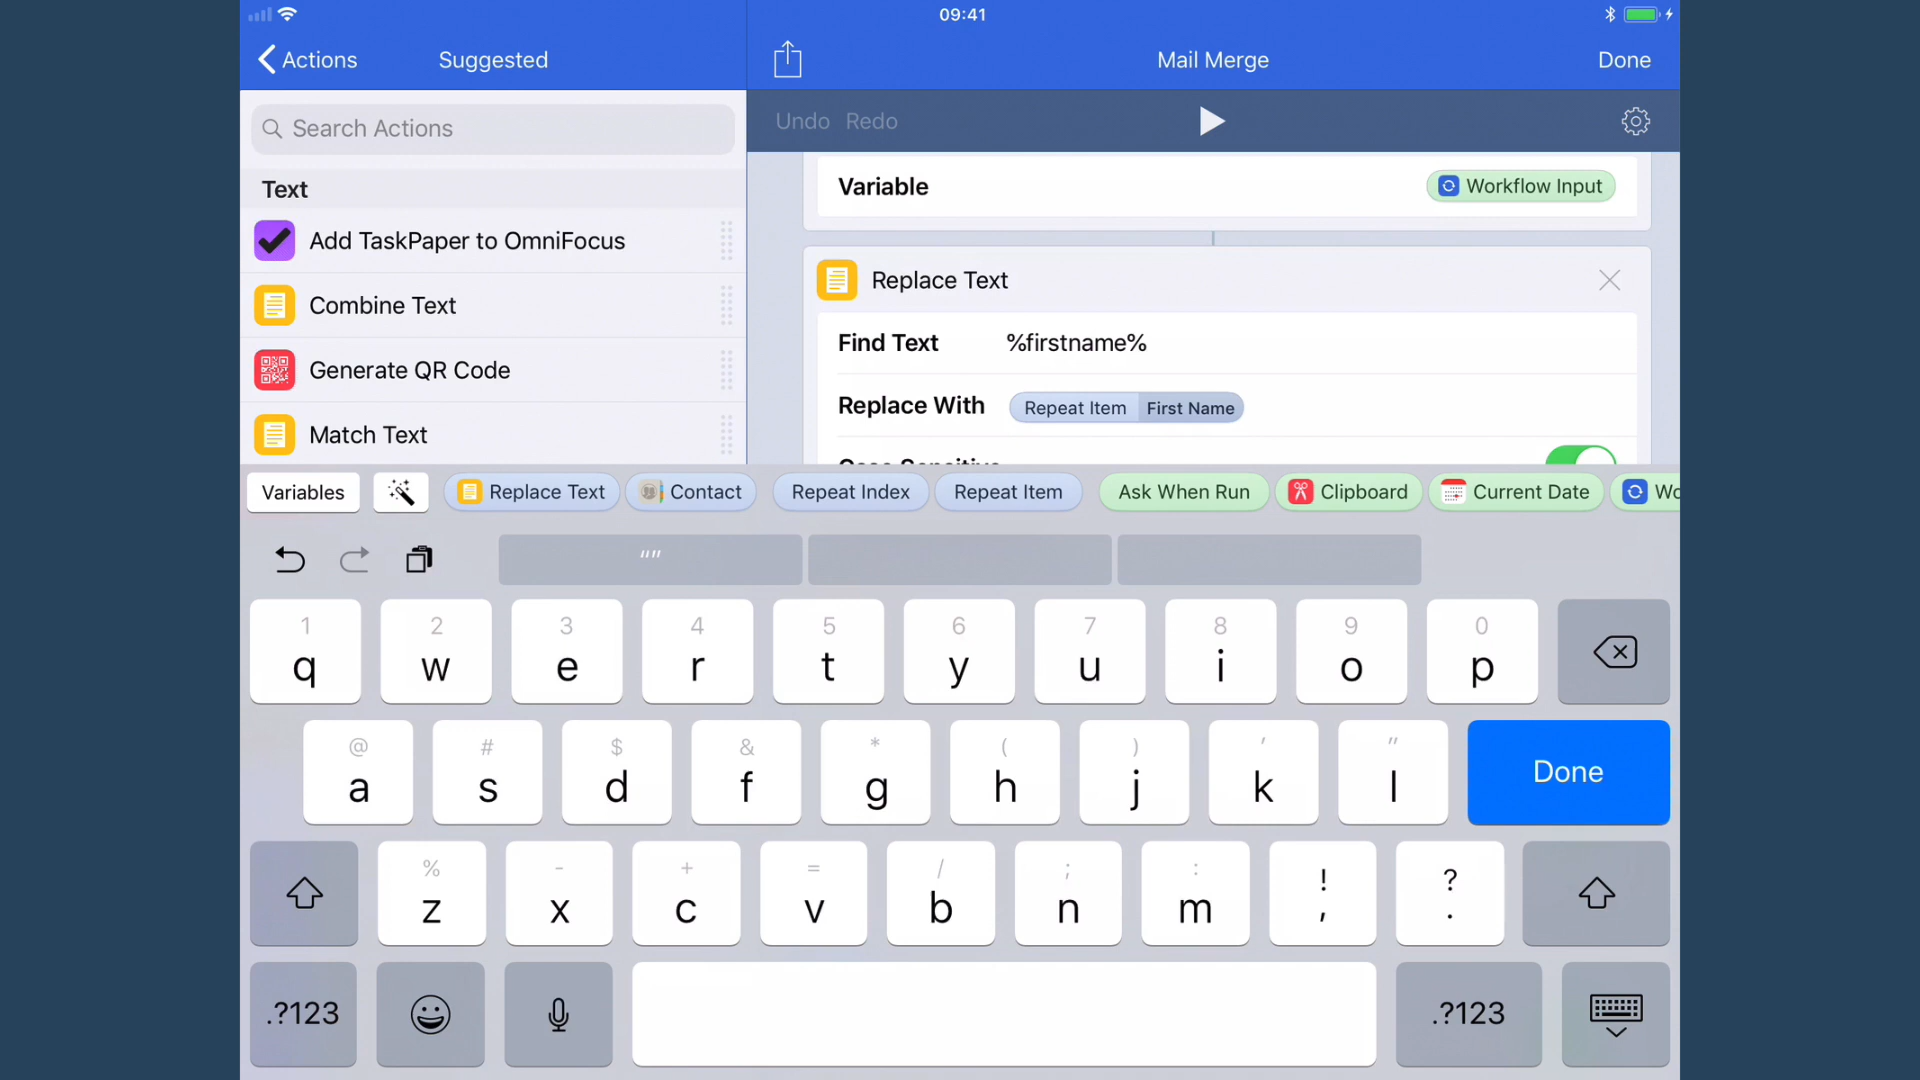 09:41
Actions
Suggested
Mail Merge
Done
Search Actions
Undo Redo
Text
Variable
Workflow Input
Add TaskPaper to OmniFocus
Combine Text
Replace Text
Generate QR Code
Find Text %firstname%
Replace With Repeat Item First Name
Match Text
Case Sensitive
Variables Replace Text Contact Repeat Index Repeat Item Ask When Run Clipboard Current Date
""
1 2 3 4 5 6 7 8 9 0
q w e r t y u i o p
@ # $ & * ( ) ' "
a s d f g h j k l Done
% - + = / ; : ! ?
z x c v b n m , .
.?123 .?123